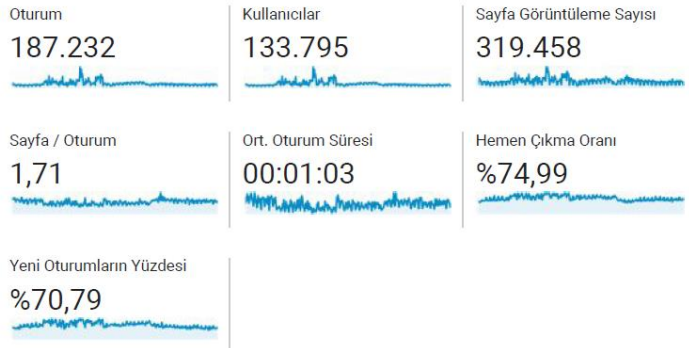 Oturum
187.232
Kullanıcılar
133.795
Sayfa Görüntüleme Sayısı
319.458
Sayfa / Oturum
1,71
Ort. Oturum Süresi
00:01:03
Hemen Çıkma Oranı
%74,99
Yeni Oturumların Yüzdesi
%70,79